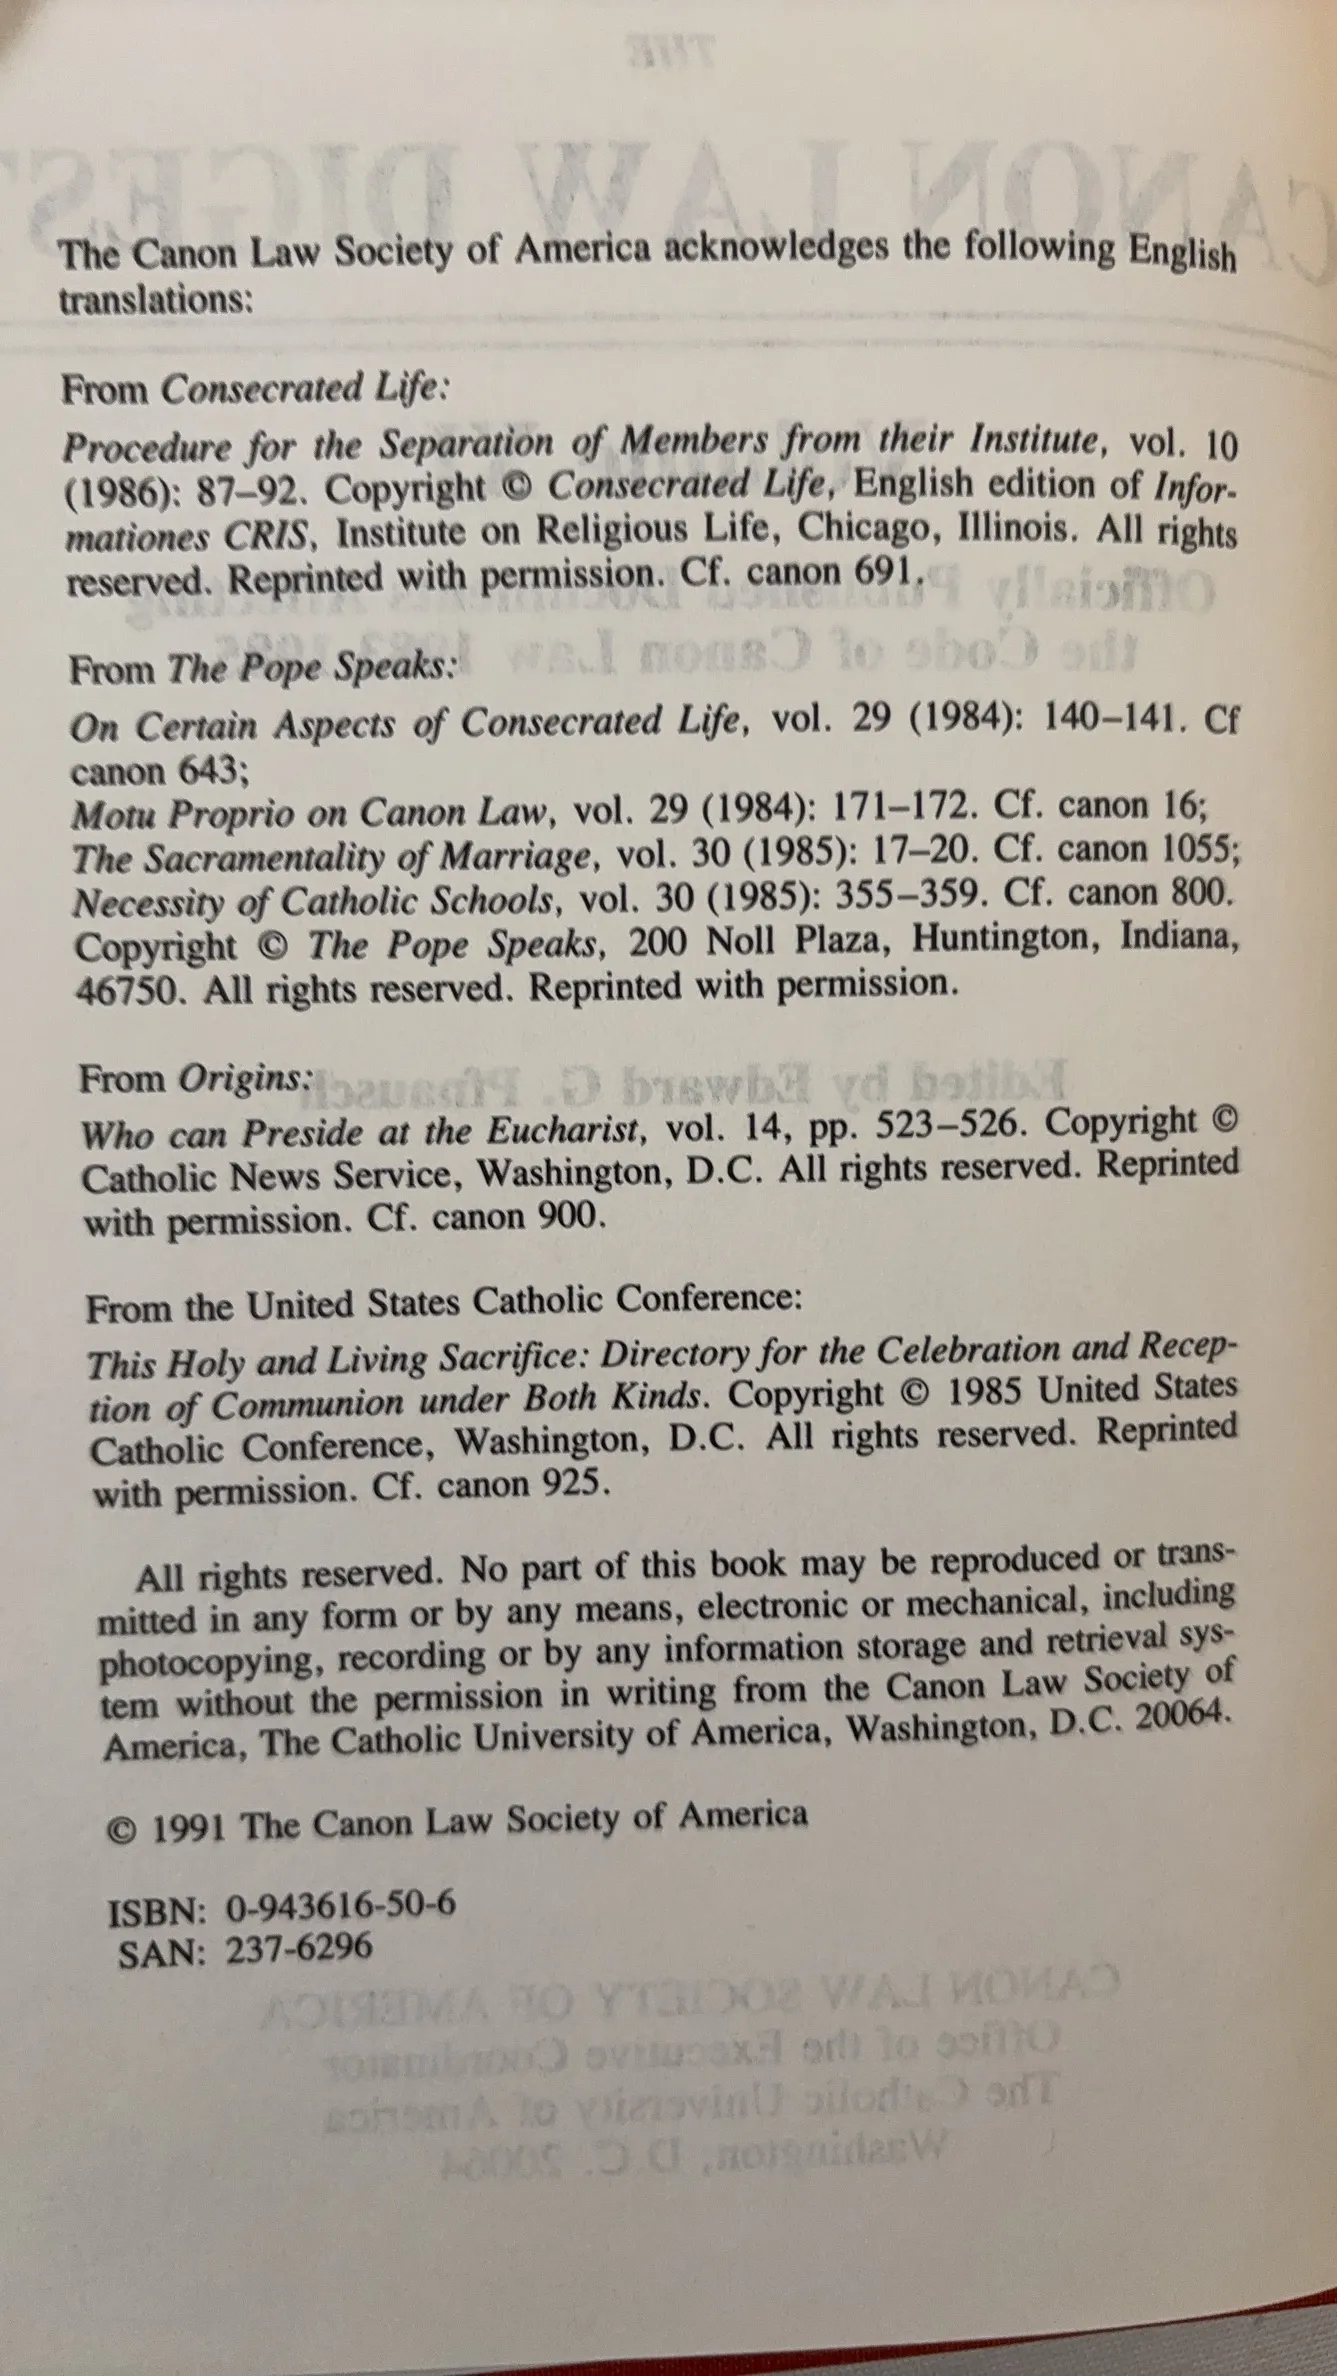 The Canon Law Society of America acknowledges the following English
translations:
From Consecrated Life:
Procedure for the Separation of Members from their Institute, vol. 10
(1986): 87–92. Copyright © Consecrated Life, English edition of Infor-
mationes CRIS, Institute on Religious Life, Chicago, Illinois. All rights
reserved. Reprinted with permission. Cf. canon 691.
From The Pope Speaks:
On Certain Aspects of Consecrated Life, vol. 29 (1984): 140–141. Cf
canon 643;
Motu Proprio on Canon Law, vol. 29 (1984): 171–172. Cf. canon 16;
The Sacramentality of Marriage, vol. 30 (1985): 17–20. Cf. canon 1055;
Necessity of Catholic Schools, vol. 30 (1985): 355–359. Cf. canon 800.
Copyright © The Pope Speaks, 200 Noll Plaza, Huntington, Indiana,
46750. All rights reserved. Reprinted with permission.
From Origins:
Who can Preside at the Eucharist, vol. 14, pp. 523–526. Copyright ©
Catholic News Service, Washington, D.C. All rights reserved. Reprinted
with permission. Cf. canon 900.
From the United States Catholic Conference:
This Holy and Living Sacrifice: Directory for the Celebration and Recep-
tion of Communion under Both Kinds. Copyright © 1985 United States
Catholic Conference, Washington, D.C. All rights reserved. Reprinted
with permission. Cf. canon 925.
All rights reserved. No part of this book may be reproduced or trans-
mitted in any form or by any means, electronic or mechanical, including
photocopying, recording or by any information storage and retrieval sys-
tem without the permission in writing from the Canon Law Society of
America, The Catholic University of America, Washington, D.C. 20064.
© 1991 The Canon Law Society of America
ISBN: 0-943616-50-6
SAN: 237-6296